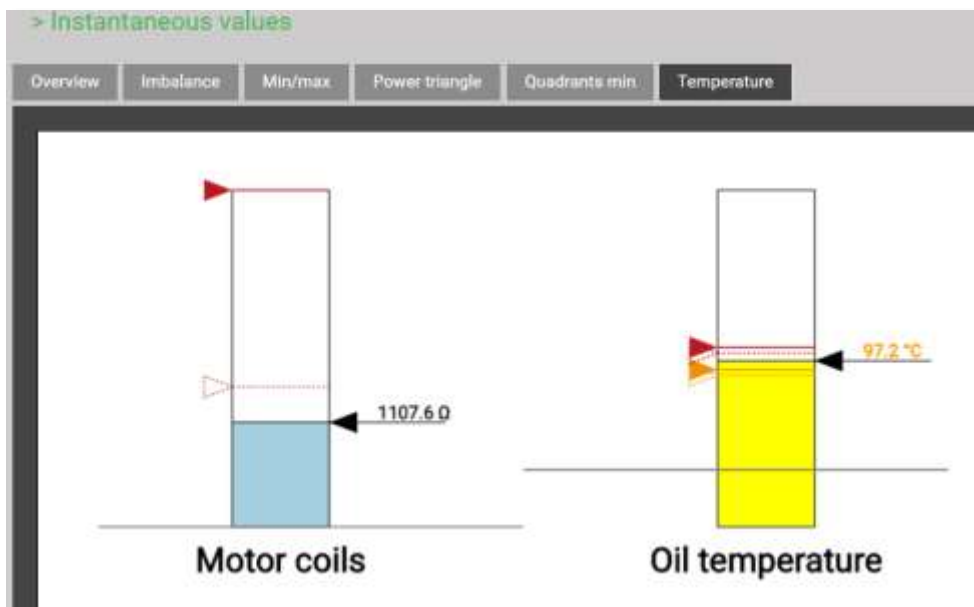 > Instantaneous values
Overview Imbalance Min/max Power triangle Quadrants min Temperature
97.2 °C
1107.6 Ω
Motor coils Oil temperature